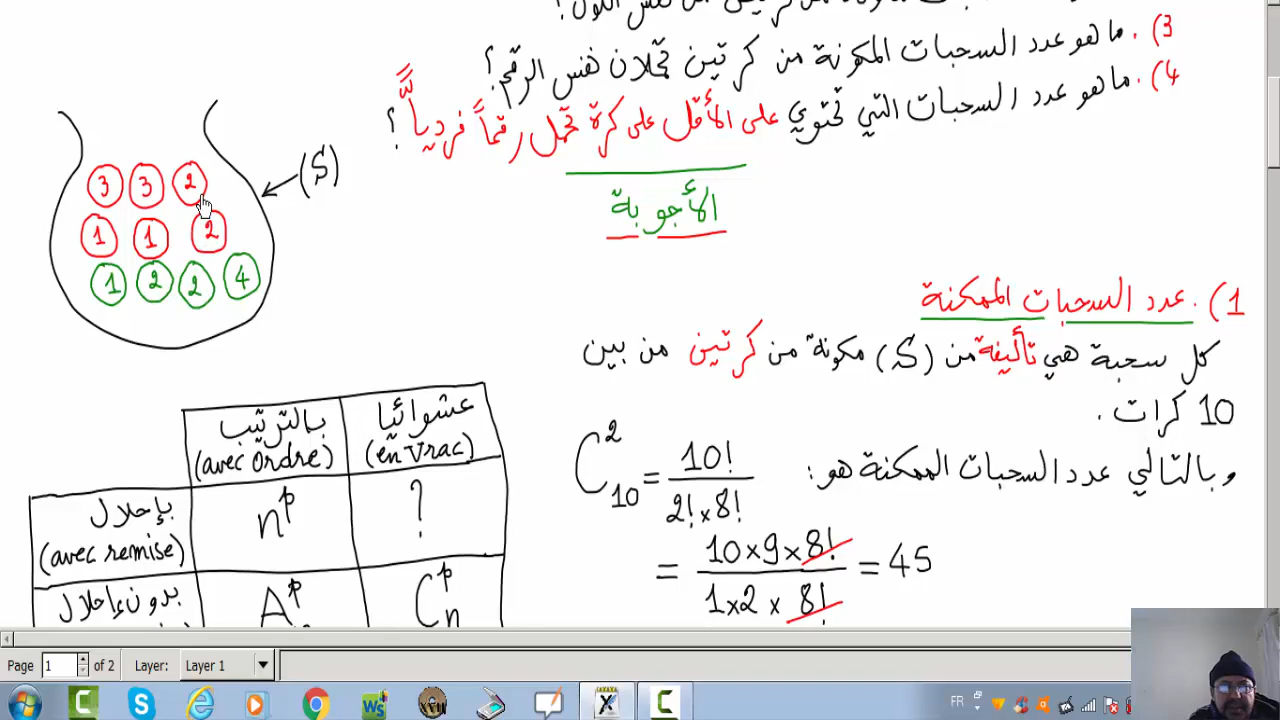 3). ما هو عدد السحبات المكونة من كرتين تحملان نفس الرقم؟
4). ما هو عدد السحبات التي تحتوي على الأقل على كرة تحمل رقماً فردياً؟
الأجوبة
(S)
3 3 2
1 1 2
1 2 2 4
1). عدد السحبات الممكنة
كل سحبة هي تأليفة من (S) مكونة من كرتين من بين
10 كرات.
وبالتالي عدد السحبات الممكنة هو:
C₁₀² = 10! / 2!×8!
= 10×9×8! / 1×2×8! = 45
بالترتيب (avec ordre)
عشوائيا (en vrac)
بإحلال (avec remise)
nᵖ
?
بدون إحلال
Aᵖ
Cₙᵖ
Page 1 of 2 Layer: Layer 1
FR